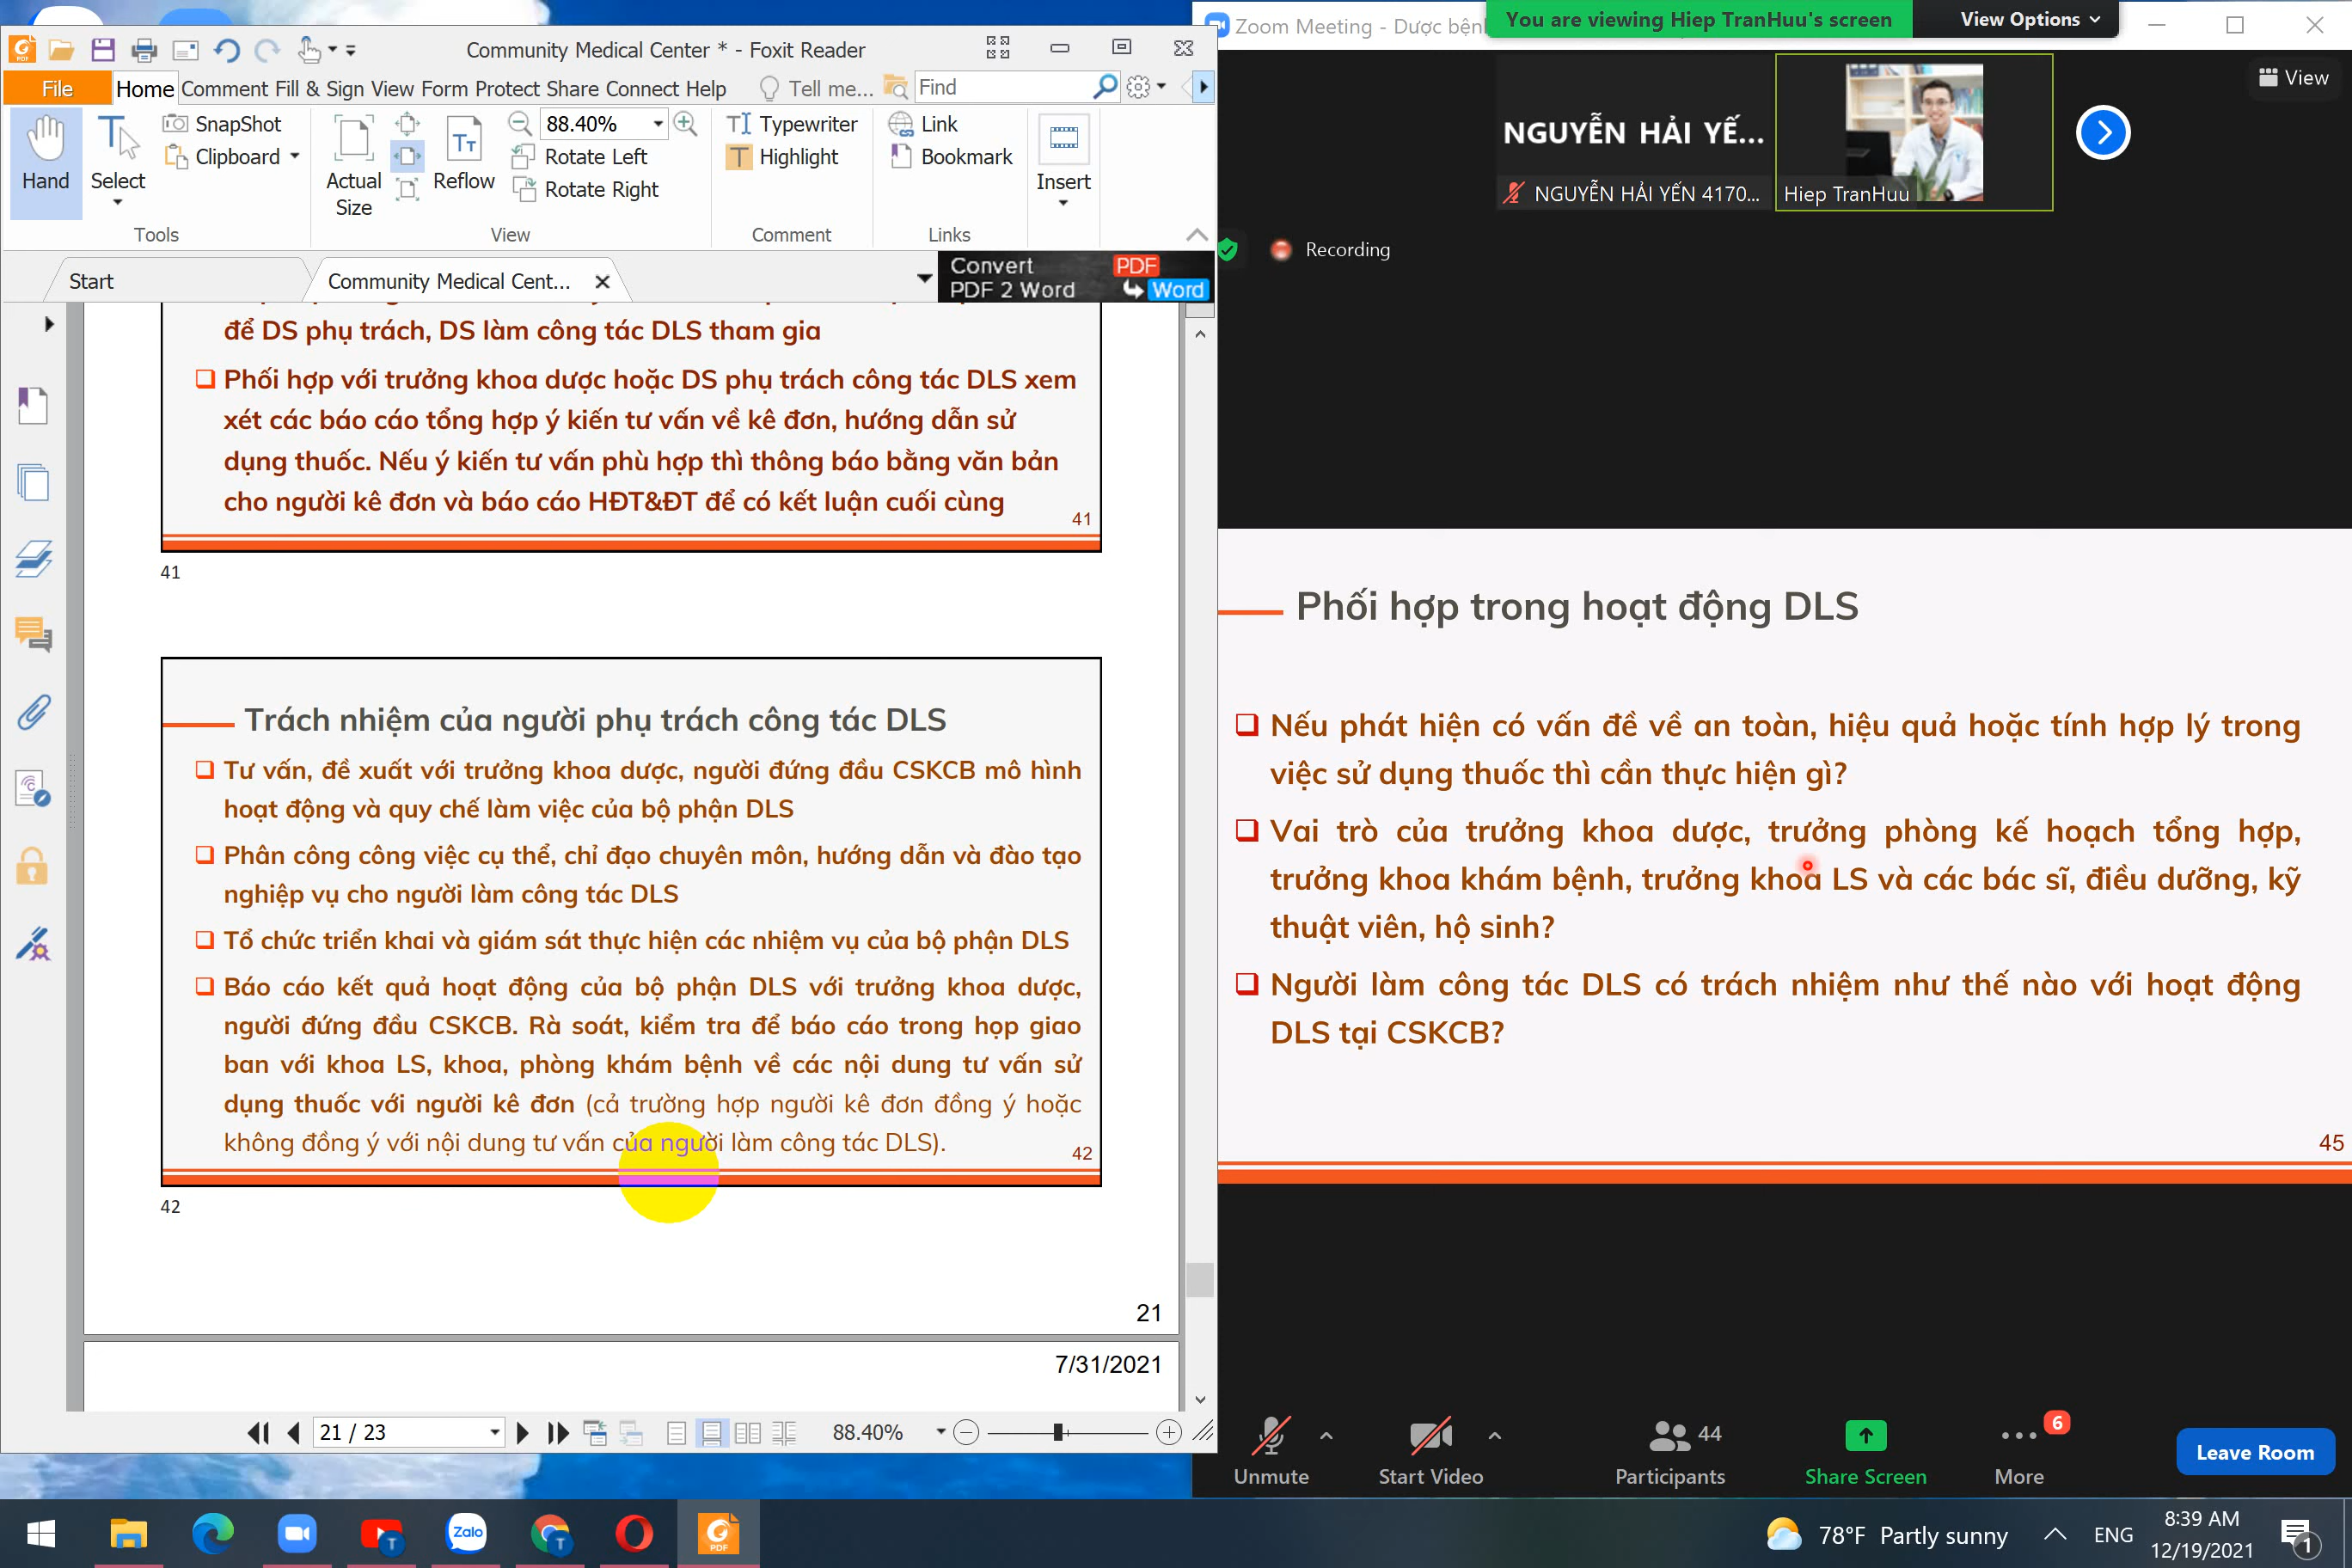 Community Medical Center * - Foxit Reader
File Home Comment Fill & Sign View Form Protect Share Connect Help Tell me... Find
Hand
Select
SnapShot
Clipboard
Tools
Actual Size
Reflow
88.40%
Rotate Left
Rotate Right
View
Typewriter
Highlight
Comment
Link
Bookmark
Links
Insert
Start
Community Medical Cent...
Convert PDF
PDF 2 Word Word
để DS phụ trách, DS làm công tác DLS tham gia
Phối hợp với trưởng khoa dược hoặc DS phụ trách công tác DLS xem
xét các báo cáo tổng hợp ý kiến tư vấn về kê đơn, hướng dẫn sử
dụng thuốc. Nếu ý kiến tư vấn phù hợp thì thông báo bằng văn bản
cho người kê đơn và báo cáo HĐT&ĐT để có kết luận cuối cùng
41
41
Trách nhiệm của người phụ trách công tác DLS
Tư vấn, đề xuất với trưởng khoa dược, người đứng đầu CSKCB mô hình
hoạt động và quy chế làm việc của bộ phận DLS
Phân công công việc cụ thể, chỉ đạo chuyên môn, hướng dẫn và đào tạo
nghiệp vụ cho người làm công tác DLS
Tổ chức triển khai và giám sát thực hiện các nhiệm vụ của bộ phận DLS
Báo cáo kết quả hoạt động của bộ phận DLS với trưởng khoa dược,
người đứng đầu CSKCB. Rà soát, kiểm tra để báo cáo trong họp giao
ban với khoa LS, khoa, phòng khám bệnh về các nội dung tư vấn sử
dụng thuốc với người kê đơn (cả trường hợp người kê đơn đồng ý hoặc
không đồng ý với nội dung tư vấn của người làm công tác DLS).
42
42
21
7/31/2021
21 / 23
88.40%
Zoom Meeting - Dược bệnh
You are viewing Hiep TranHuu's screen
View Options
View
NGUYỄN HẢI YẾ...
NGUYỄN HẢI YẾN 4170...
Hiep TranHuu
Recording
Phối hợp trong hoạt động DLS
Nếu phát hiện có vấn đề về an toàn, hiệu quả hoặc tính hợp lý trong
việc sử dụng thuốc thì cần thực hiện gì?
Vai trò của trưởng khoa dược, trưởng phòng kế hoạch tổng hợp,
trưởng khoa khám bệnh, trưởng khoa LS và các bác sĩ, điều dưỡng, kỹ
thuật viên, hộ sinh?
Người làm công tác DLS có trách nhiệm như thế nào với hoạt động
DLS tại CSKCB?
45
Unmute
Start Video
44
Participants
Share Screen
6
More
Leave Room
Zalo
PDF
78°F Partly sunny
ENG
8:39 AM
12/19/2021
1